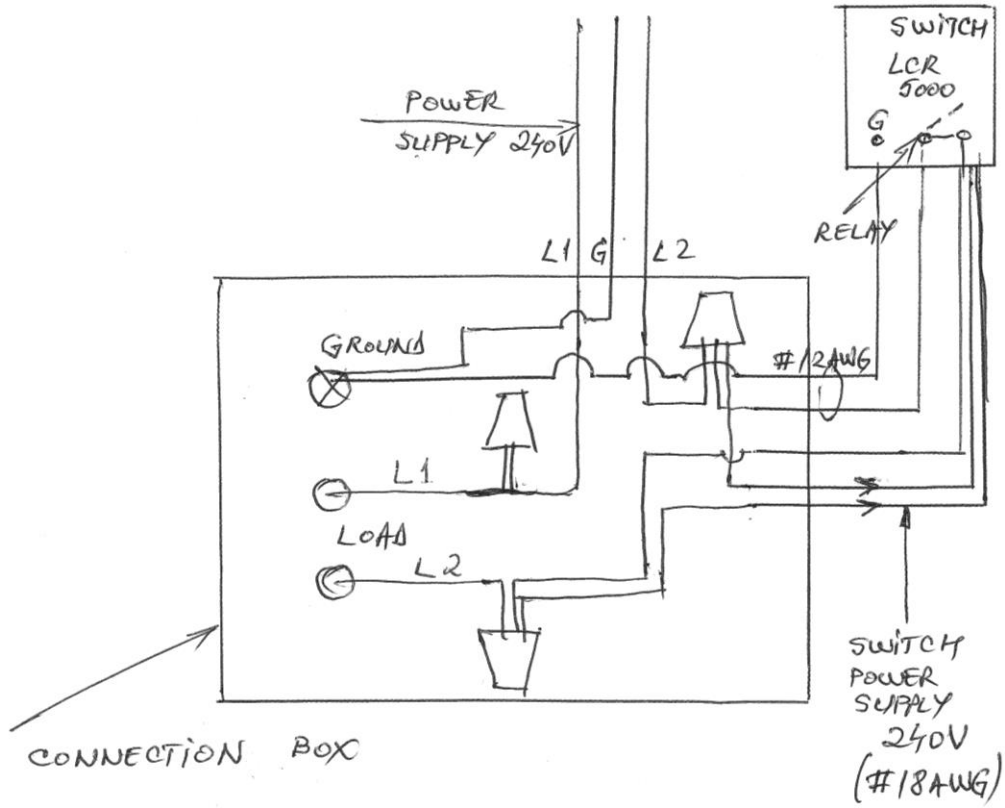 SWITCH
LCR
5000
G
POWER
SUPPLY 240V
RELAY
L1 G L2
GROUND
#12AWG
L1
LOAD
L2
SWITCH
POWER
SUPPLY
240V
(#18AWG)
CONNECTION BOX